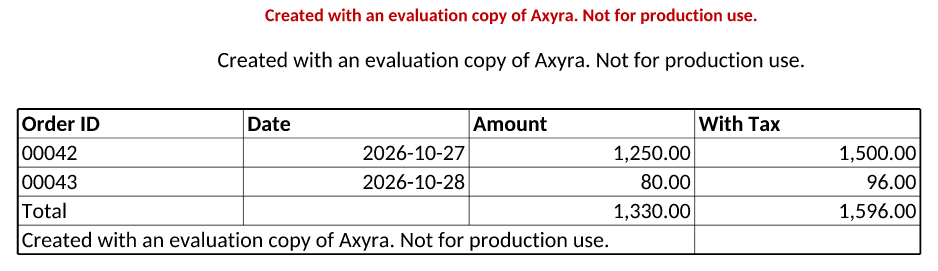 Created with an evaluation copy of Axyra. Not for production use.
Created with an evaluation copy of Axyra. Not for production use.
Order ID Date Amount With Tax
00042 2026-10-27 1,250.00 1,500.00
00043 2026-10-28 80.00 96.00
Total 1,330.00 1,596.00
Created with an evaluation copy of Axyra. Not for production use.